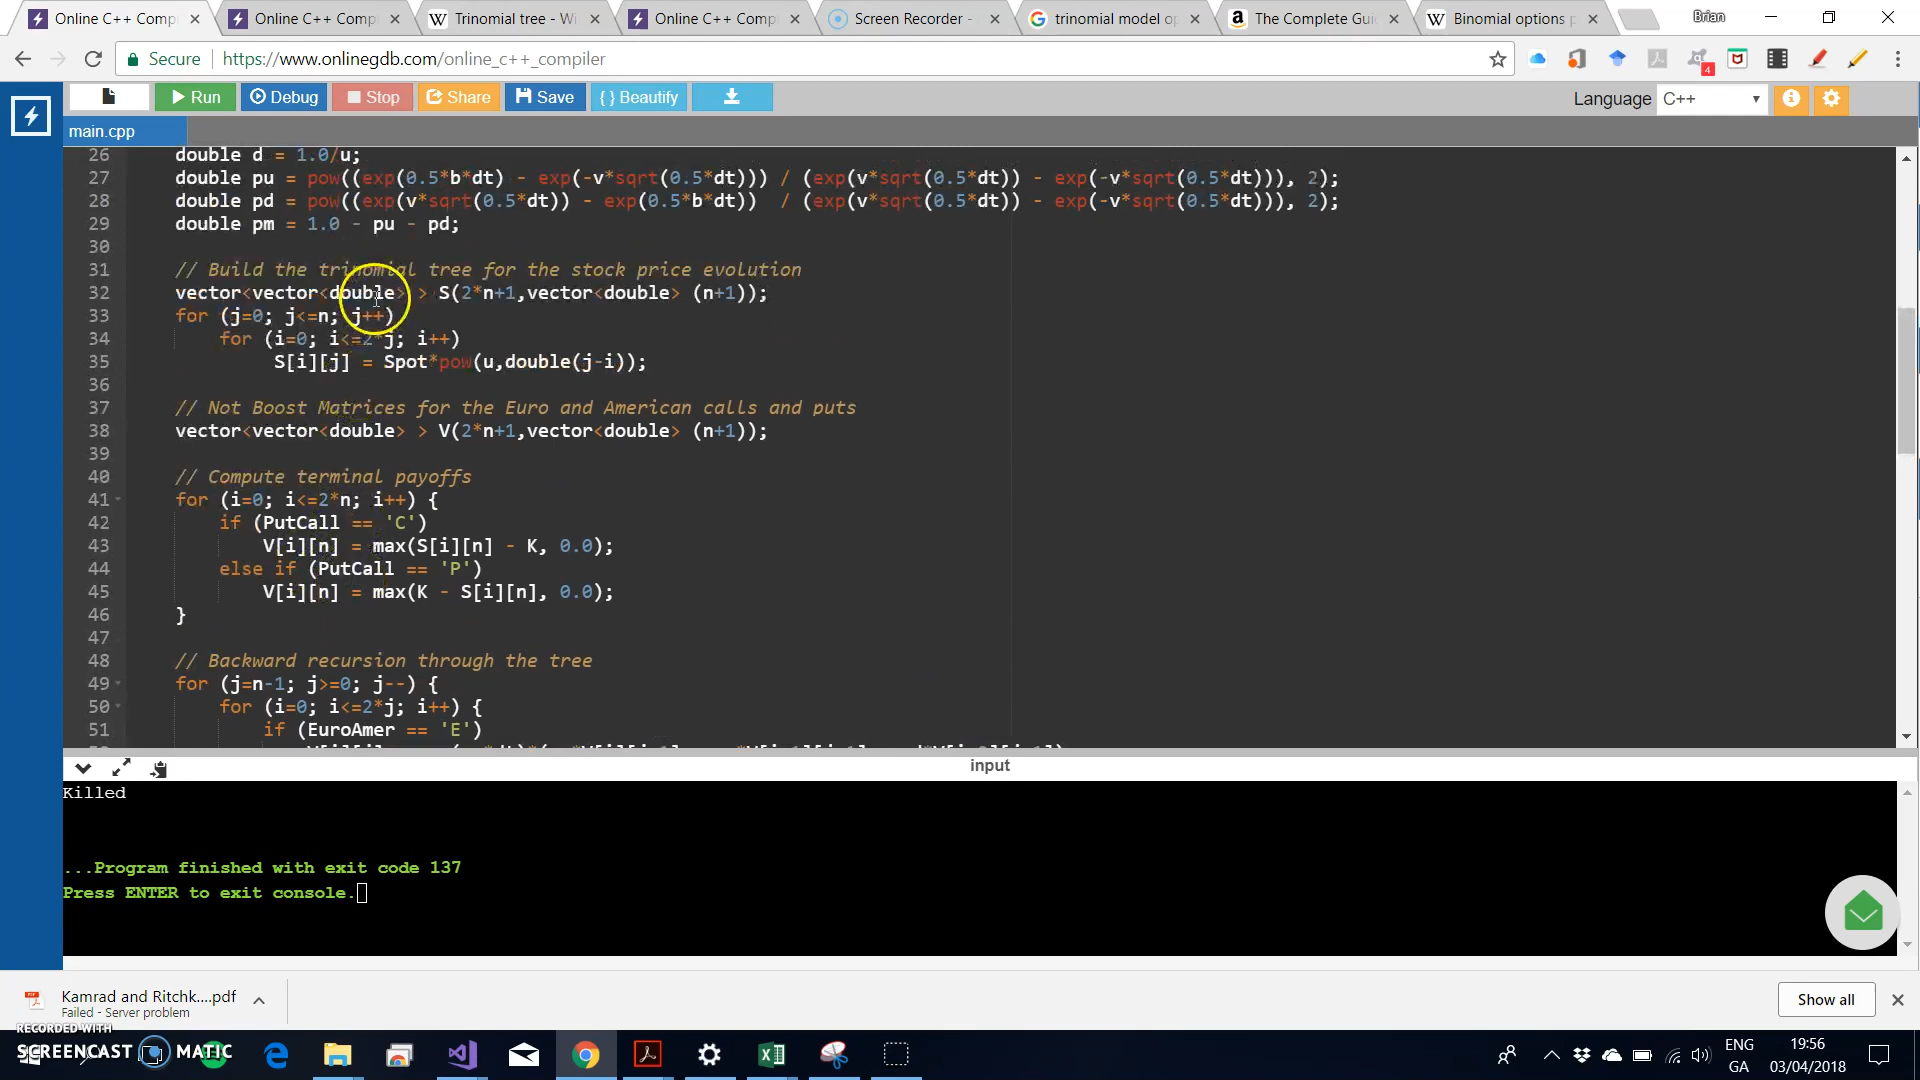 Online C++ Comp
Online C++ Comp
Trinomial tree - Wi
Online C++ Comp
Screen Recorder -
trinomial model op
The Complete Gui
Binomial options p
Brian
Secure
https://www.onlinegdb.com/online_c++_compiler
4
Run
Debug
Stop
Share
Save
{ } Beautify
Language
C++
main.cpp
26 double d = 1.0/u;
27 double pu = pow((exp(0.5*b*dt) - exp(-v*sqrt(0.5*dt))) / (exp(v*sqrt(0.5*dt)) - exp(-v*sqrt(0.5*dt))), 2);
28 double pd = pow((exp(v*sqrt(0.5*dt)) - exp(0.5*b*dt)) / (exp(v*sqrt(0.5*dt)) - exp(-v*sqrt(0.5*dt))), 2);
29 double pm = 1.0 - pu - pd;
30
31 // Build the trinomial tree for the stock price evolution
32 vector<vector<double> > S(2*n+1,vector<double> (n+1));
33 for (j=0; j<=n; j++)
34 for (i=0; i<=2*j; i++)
35 S[i][j] = Spot*pow(u,double(j-i));
36
37 // Not Boost Matrices for the Euro and American calls and puts
38 vector<vector<double> > V(2*n+1,vector<double> (n+1));
39
40 // Compute terminal payoffs
41 for (i=0; i<=2*n; i++) {
42 if (PutCall == 'C')
43 V[i][n] = max(S[i][n] - K, 0.0);
44 else if (PutCall == 'P')
45 V[i][n] = max(K - S[i][n], 0.0);
46 }
47
48 // Backward recursion through the tree
49 for (j=n-1; j>=0; j--) {
50 for (i=0; i<=2*j; i++) {
51 if (EuroAmer == 'E')
input
Killed
...Program finished with exit code 137
Press ENTER to exit console.
Kamrad and Ritchk....pdf
Failed - Server problem
Show all
RECORDED WITH
SCREENCAST MATIC
ENG
GA
19:56
03/04/2018